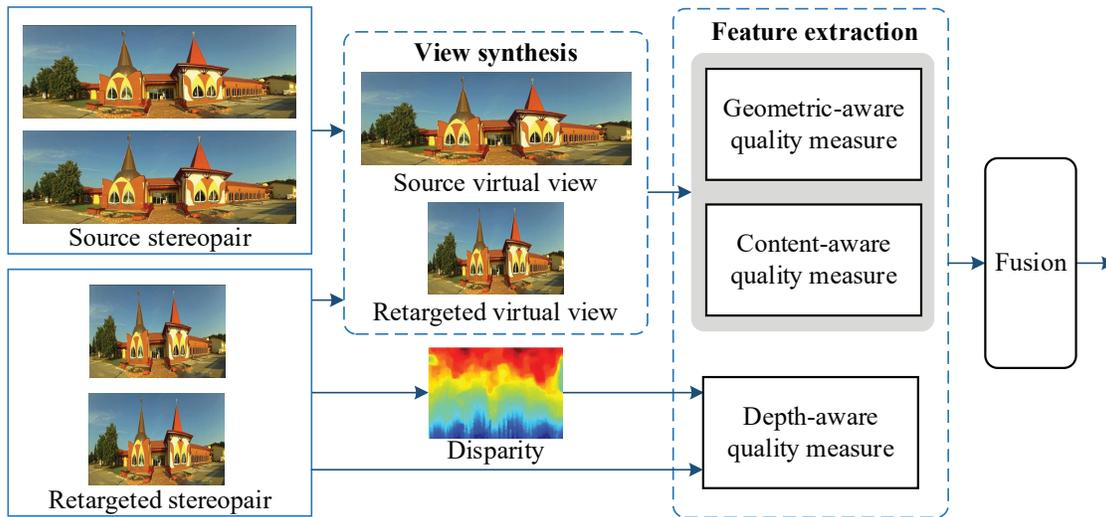 Source stereopair
Retargeted stereopair
View synthesis
Source virtual view
Retargeted virtual view
Disparity
Feature extraction
Geometric-aware
quality measure
Content-aware
quality measure
Depth-aware
quality measure
Fusion